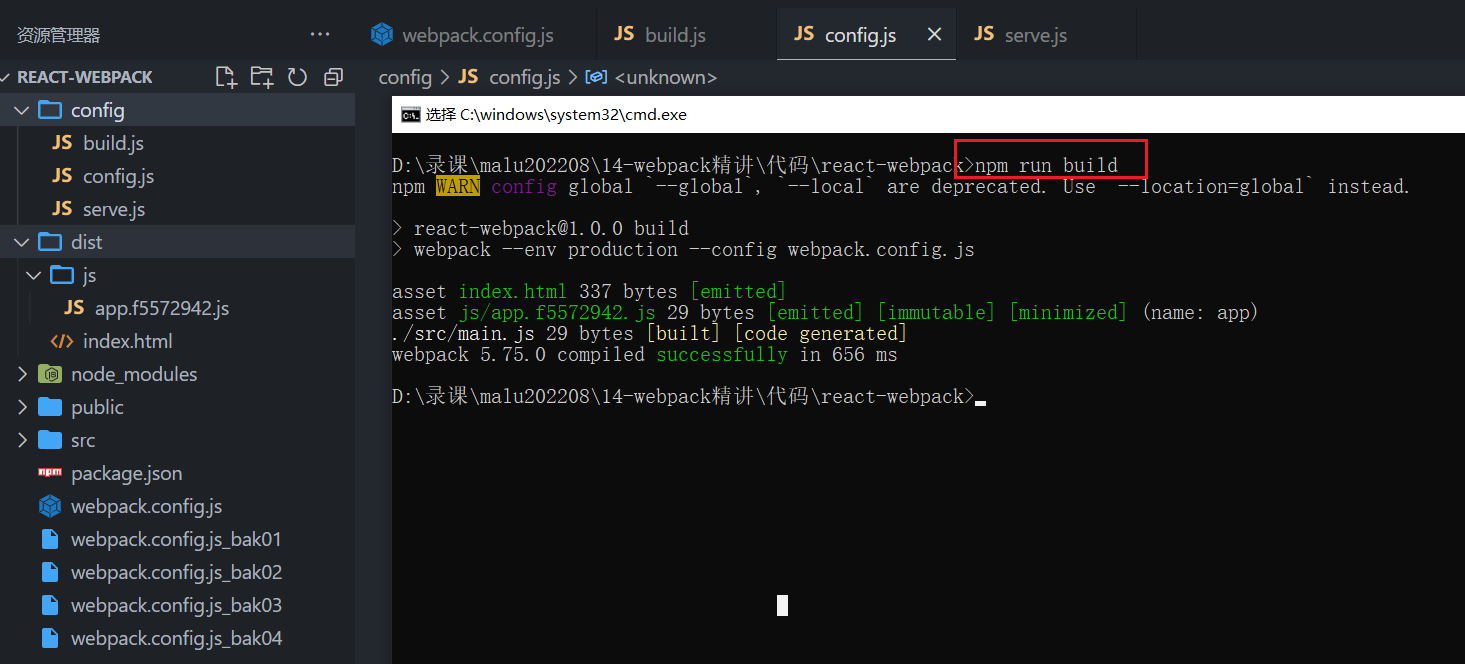 资源管理器 ···
webpack.config.js
JS build.js
JS config.js
JS serve.js
REACT-WEBPACK
config > JS config.js > <unknown>
config
JS build.js
JS config.js
JS serve.js
dist
js
JS app.f5572942.js
index.html
node_modules
public
src
npm package.json
webpack.config.js
webpack.config.js_bak01
webpack.config.js_bak02
webpack.config.js_bak03
webpack.config.js_bak04
选择 C:\windows\system32\cmd.exe
D:\录课\malu202208\14-webpack精讲\代码\react-webpack>npm run build
npm WARN config global `--global`, `--local` are deprecated. Use `--location=global` instead.
> react-webpack@1.0.0 build
> webpack --env production --config webpack.config.js
asset index.html 337 bytes [emitted]
asset js/app.f5572942.js 29 bytes [emitted] [immutable] [minimized] (name: app)
./src/main.js 29 bytes [built] [code generated]
webpack 5.75.0 compiled successfully in 656 ms
D:\录课\malu202208\14-webpack精讲\代码\react-webpack>